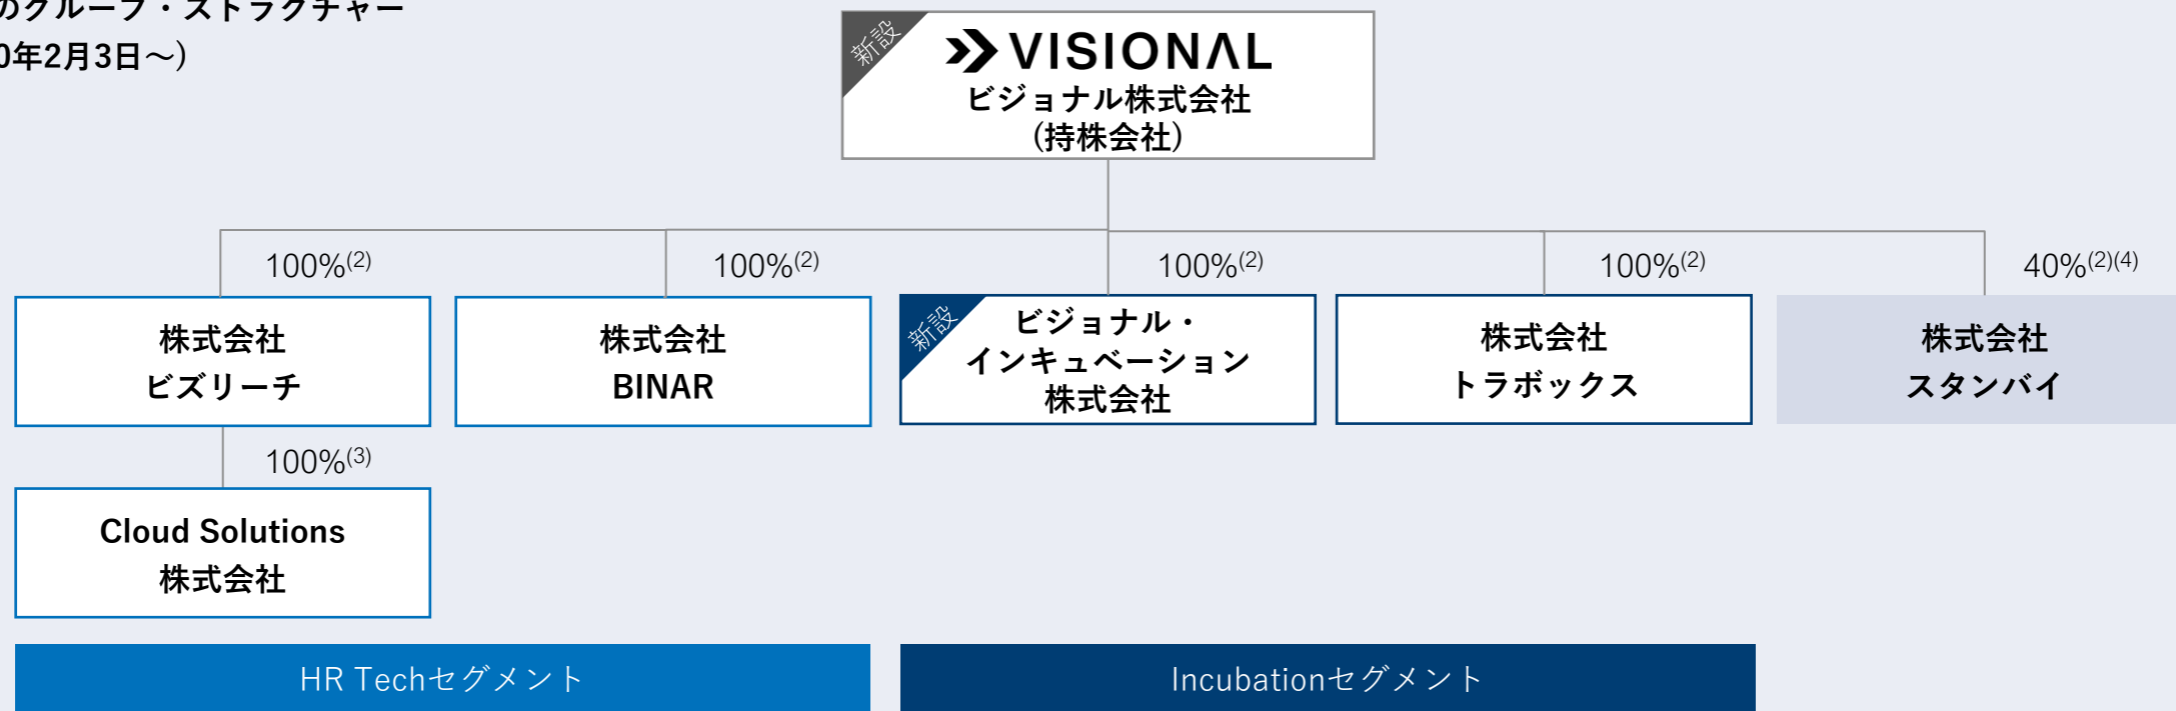 のグループ・ストラクチャー
0年2月3日～)
新設
VISIONAL
ビジョナル株式会社
(持株会社)
100%(2)
100%(2)
100%(2)
100%(2)
40%(2)(4)
株式会社
ビズリーチ
株式会社
BINAR
新設
ビジョナル・
インキュベーション
株式会社
株式会社
トラボックス
株式会社
スタンバイ
100%(3)
Cloud Solutions
株式会社
HR Techセグメント
Incubationセグメント